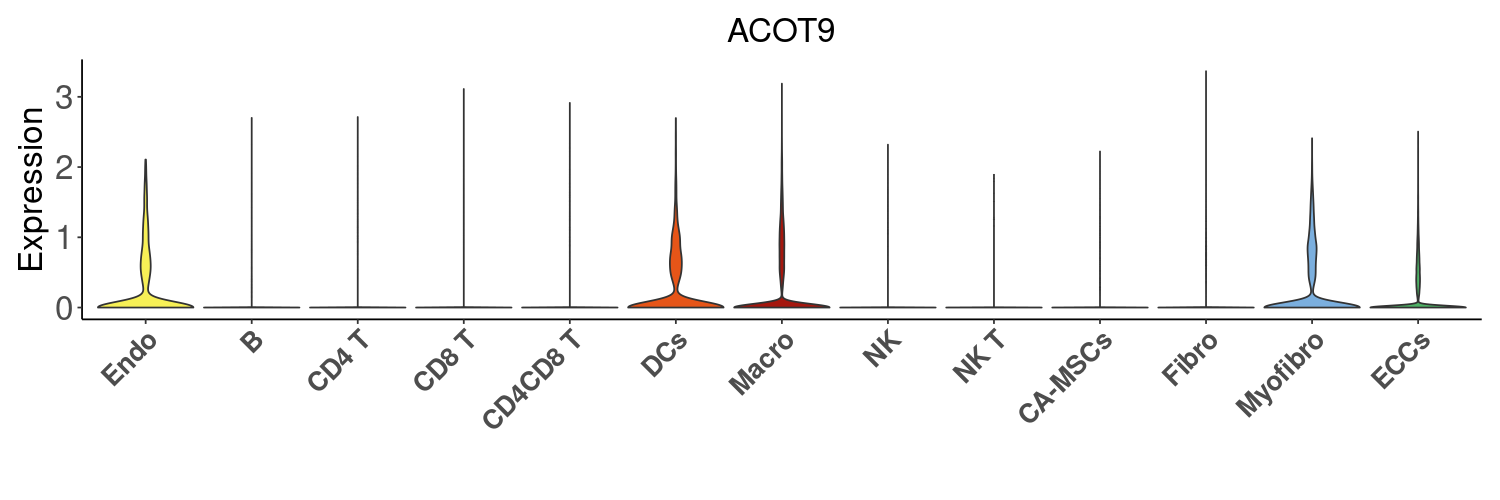 ACOT9
Expression
3
2
1
0
Endo
B
CD4 T
CD8 T
CD4CD8 T
DCs
Macro
NK
NK T
CA-MSCs
Fibro
Myofibro
ECCs